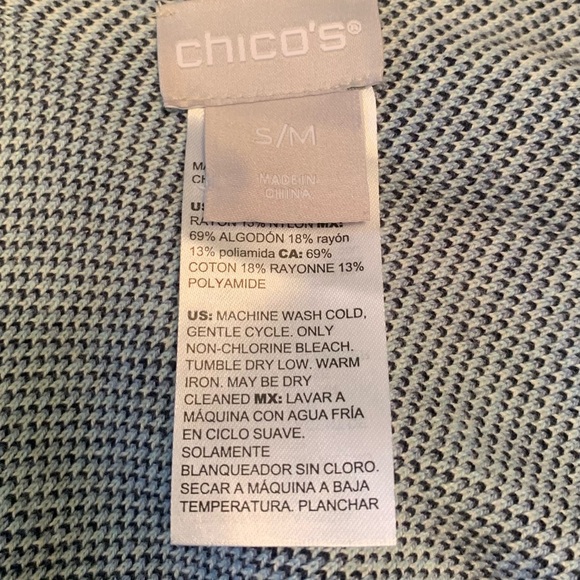 chico's®
S/M
MADE IN
CHINA
US:
RAYON 13% NYLON MX:
69% ALGODÓN 18% rayón
13% poliamida CA: 69%
COTON 18% RAYONNE 13%
POLYAMIDE
US: MACHINE WASH COLD,
GENTLE CYCLE. ONLY
NON-CHLORINE BLEACH.
TUMBLE DRY LOW. WARM
IRON. MAY BE DRY
CLEANED MX: LAVAR A
MÁQUINA CON AGUA FRÍA
EN CICLO SUAVE.
SOLAMENTE
BLANQUEADOR SIN CLORO.
SECAR A MÁQUINA A BAJA
TEMPERATURA. PLANCHAR